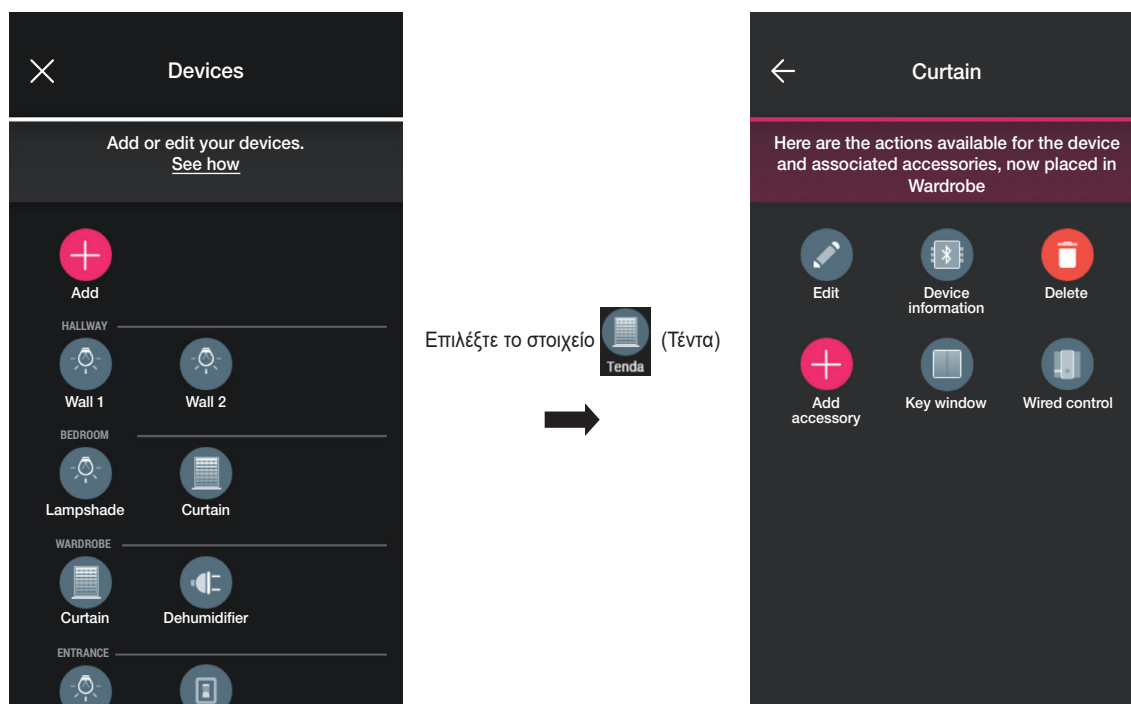 Devices
Add or edit your devices.
See how
Add
HALLWAY
Wall 1 Wall 2
BEDROOM
Lampshade Curtain
WARDROBE
Curtain Dehumidifier
ENTRANCE
Επιλέξτε το στοιχείο Tenda (Τέντα)
Curtain
Here are the actions available for the device
and associated accessories, now placed in
Wardrobe
Edit Device
information Delete
Add
accessory Key window Wired control